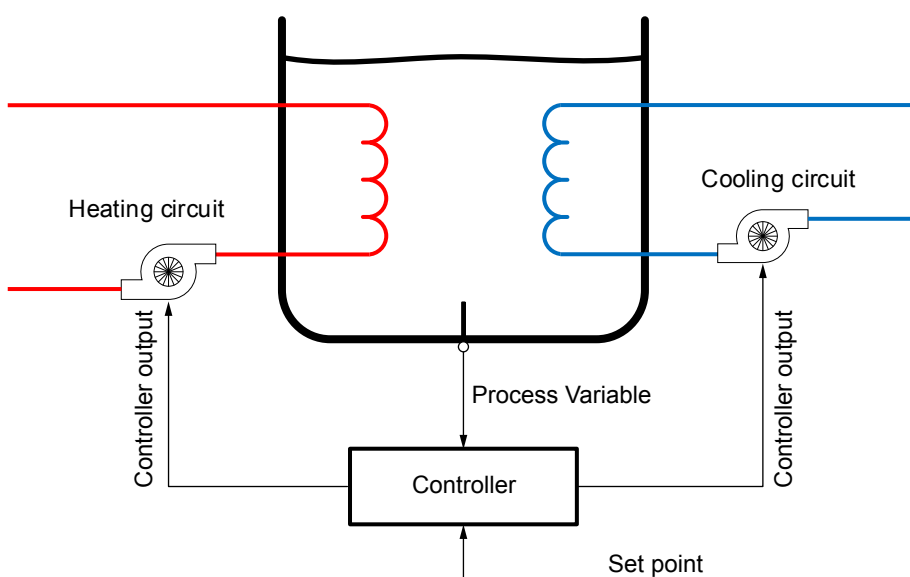 Cooling circuit
Heating circuit
Controller output
Controller output
Process Variable
Controller
Set point